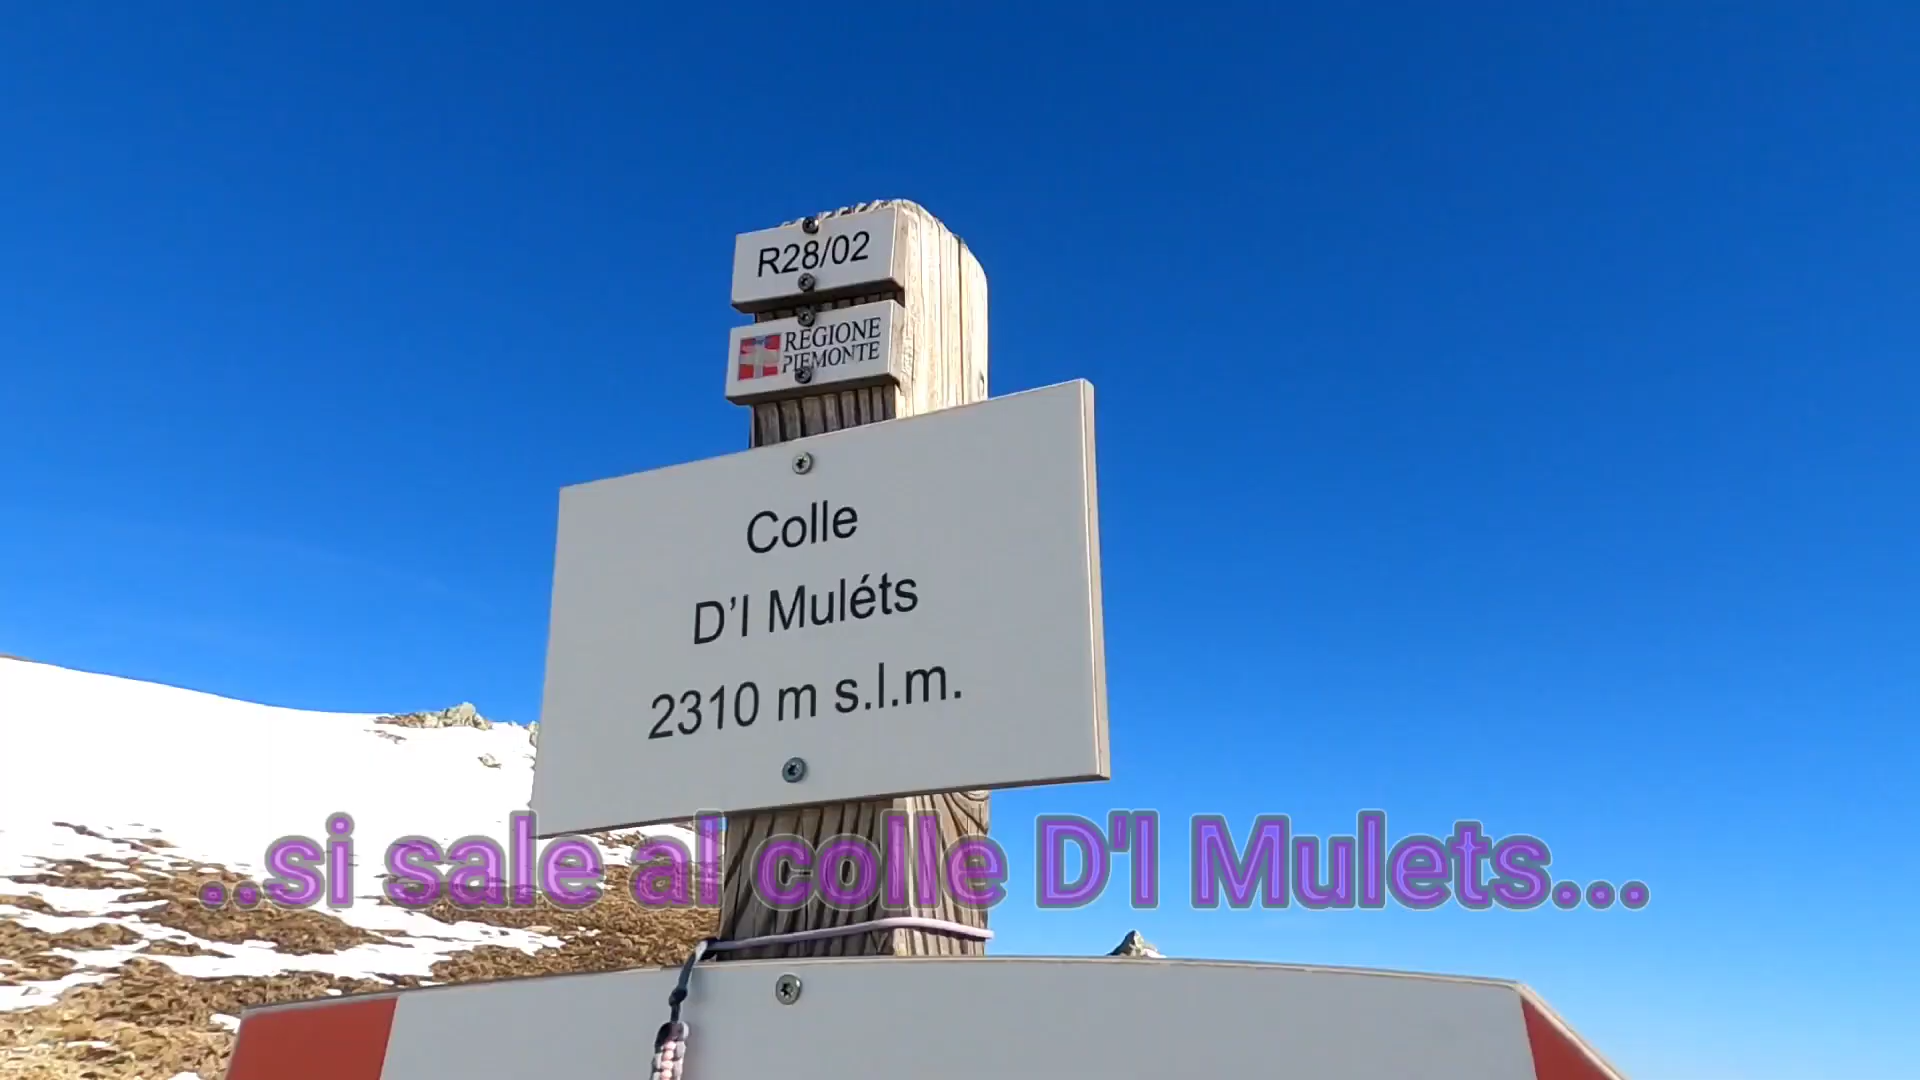 R28/02
REGIONE
PIEMONTE
Colle
D'I Muléts
2310 m s.l.m.
..si sale al colle D'I Mulets...